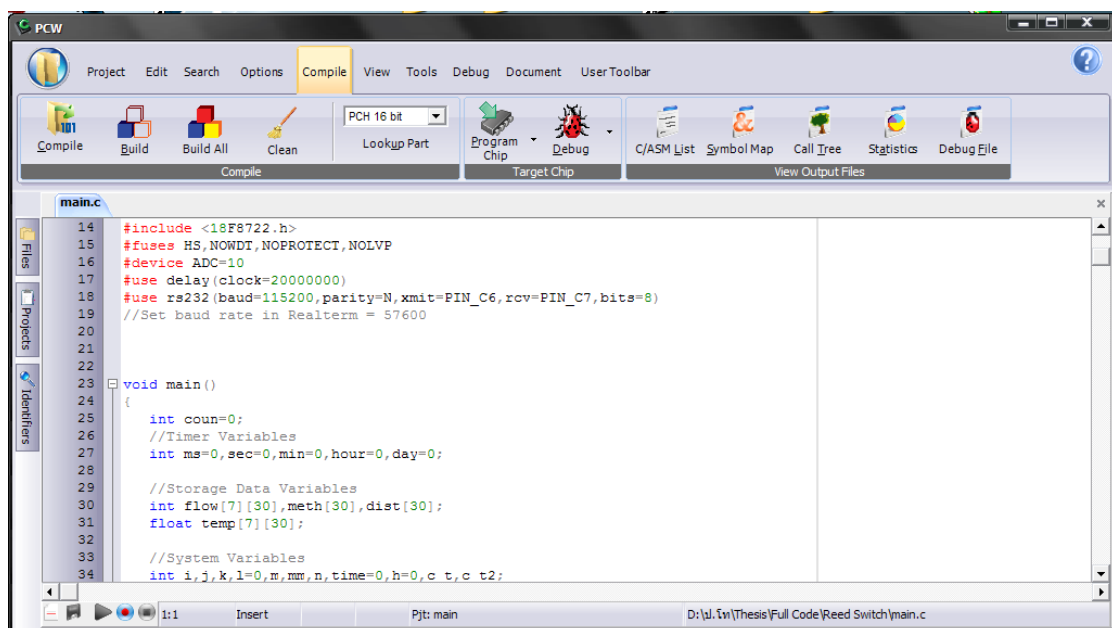 PCW
Project Edit Search Options Compile View Tools Debug Document User Toolbar
101
Compile Build Build All Clean
PCH 16 bit
Lookup Part
Program Chip Debug
C/ASM List Symbol Map Call Tree Statistics Debug File
Compile Target Chip View Output Files
main.c
Files
Projects
Identifiers
14 #include <18F8722.h>
15 #fuses HS,NOWDT,NOPROTECT,NOLVP
16 #device ADC=10
17 #use delay(clock=20000000)
18 #use rs232(baud=115200,parity=N,xmit=PIN_C6,rcv=PIN_C7,bits=8)
19 //Set baud rate in Realterm = 57600
20
21
22
23 void main()
24 {
25 int coun=0;
26 //Timer Variables
27 int ms=0,sec=0,min=0,hour=0,day=0;
28
29 //Storage Data Variables
30 int flow[7][30],meth[30],dist[30];
31 float temp[7][30];
32
33 //System Variables
34 int i,j,k,l=0,m,mm,n,time=0,h=0,c_t,c_t2;
1:1 Insert Pjt: main D:\ป.โท\Thesis\Full Code\Reed Switch\main.c